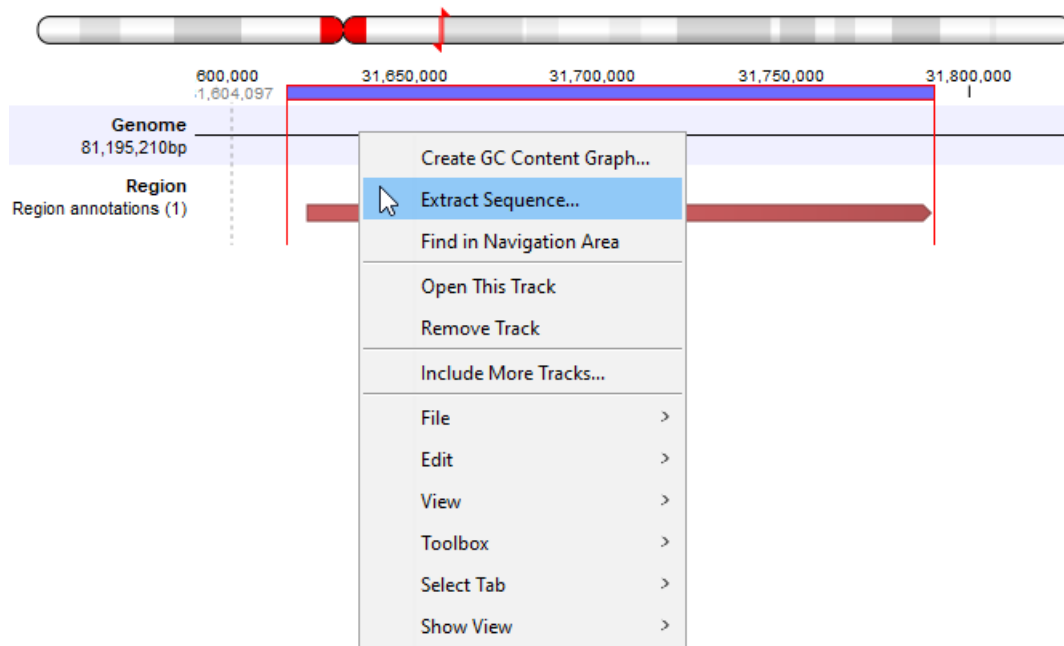 600,000 31,650,000 31,700,000 31,750,000 31,800,000
31,604,097
Genome
81,195,210bp
Region
Region annotations (1)
Create GC Content Graph...
Extract Sequence...
Find in Navigation Area
Open This Track
Remove Track
Include More Tracks...
File >
Edit >
View >
Toolbox >
Select Tab >
Show View >